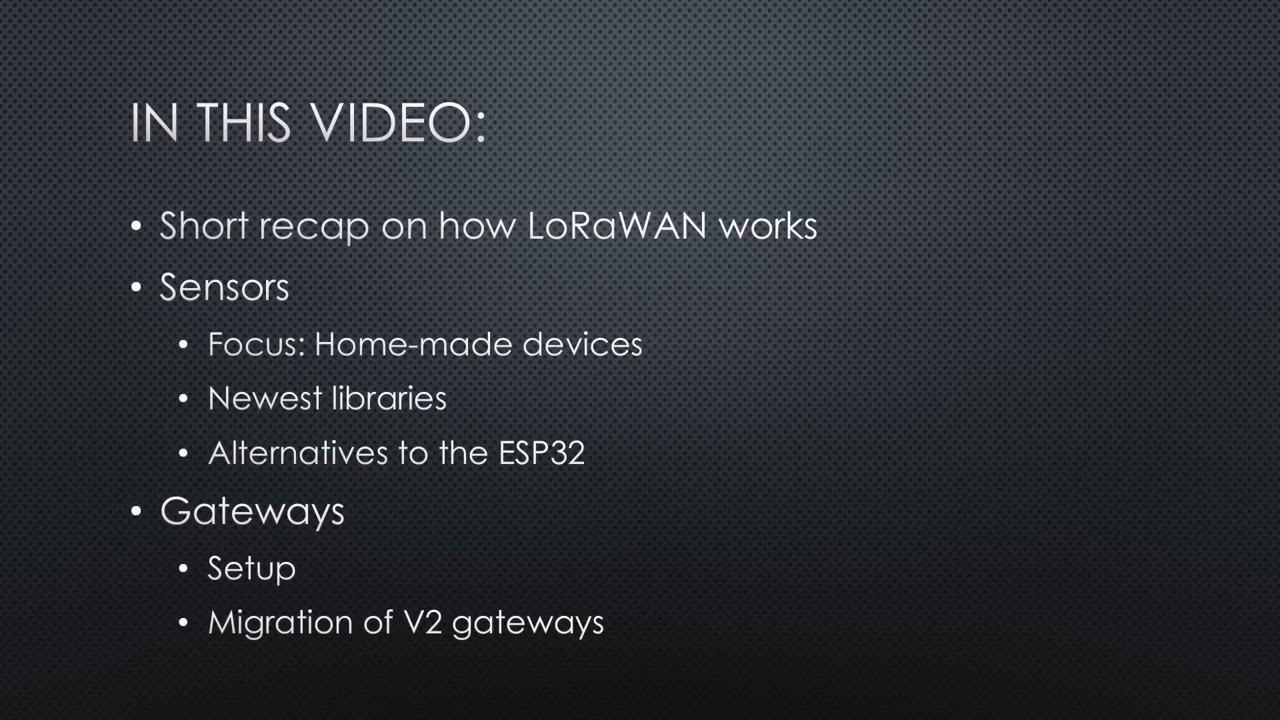 IN THIS VIDEO:
• Short recap on how LoRaWAN works
• Sensors
• Focus: Home-made devices
• Newest libraries
• Alternatives to the ESP32
• Gateways
• Setup
• Migration of V2 gateways